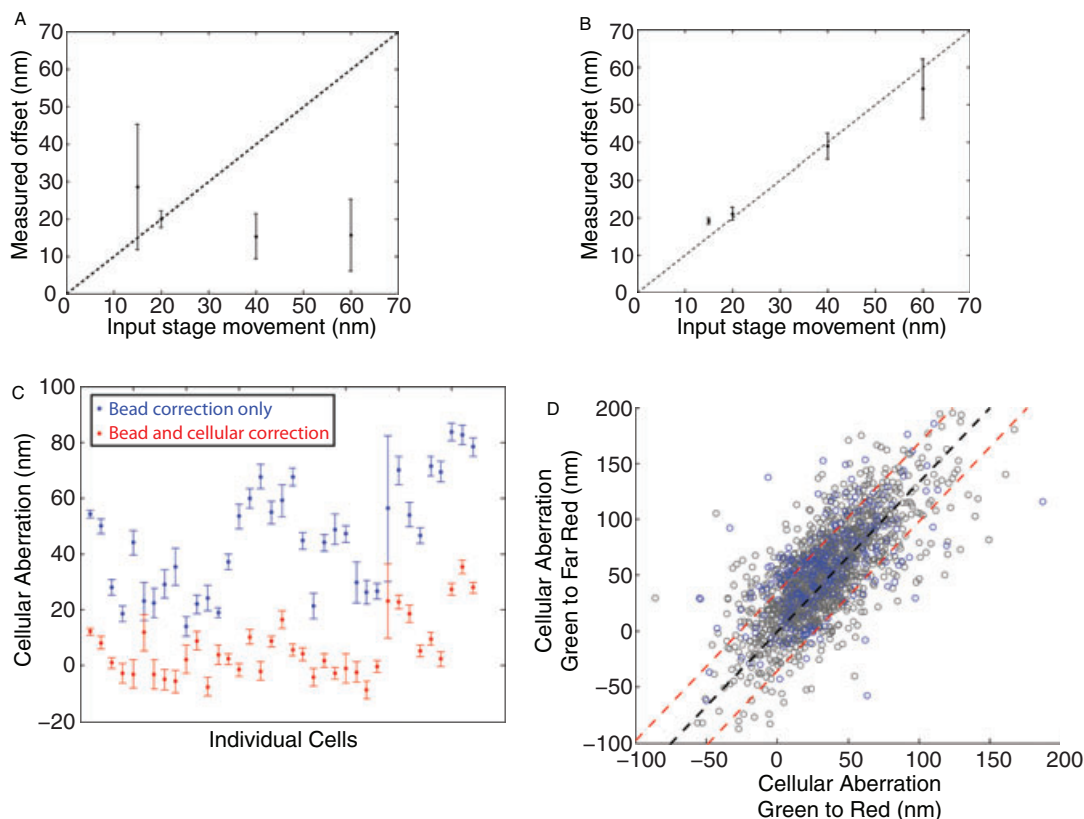 A
70
60
50
40
30
20
10
0
Measured offset (nm)
0 10 20 30 40 50 60 70
Input stage movement (nm)
B
70
60
50
40
30
20
10
0
Measured offset (nm)
0 10 20 30 40 50 60 70
Input stage movement (nm)
C
100
80
60
40
20
0
−20
Cellular Aberration (nm)
Bead correction only
Bead and cellular correction
Individual Cells
D
200
150
100
50
0
−50
−100
Cellular Aberration
Green to Far Red (nm)
−100 −50 0 50 100 150 200
Cellular Aberration
Green to Red (nm)